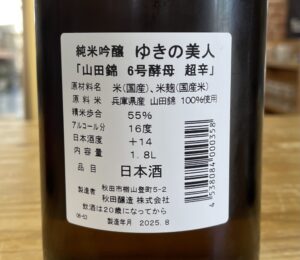 純米吟醸 ゆきの美人
「山田錦 6号酵母 超辛」
原材料名 米(国産)、米麹(国産米)
原料米 兵庫県産 山田錦 100%使用
精米歩合 55%
アルコール分 16度
日本酒度 +14
内容量 1.8L
品目 日本酒
製造者 秋田市楢山登町5-2
秋田醸造 株式会社
飲酒は20歳になってから
製造年月 2025.8
4538084000358